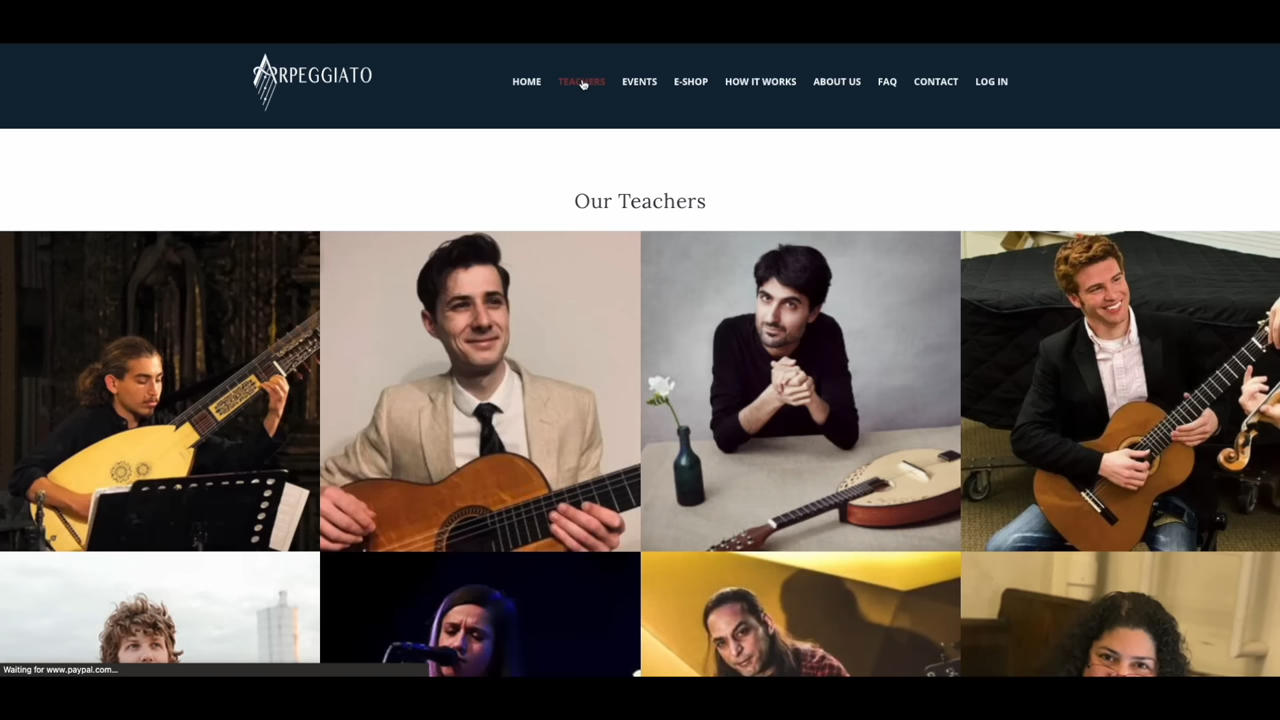 ARPEGGIATO
HOME TEACHERS EVENTS E-SHOP HOW IT WORKS ABOUT US FAQ CONTACT LOG IN
Our Teachers
Waiting for www.paypal.com...